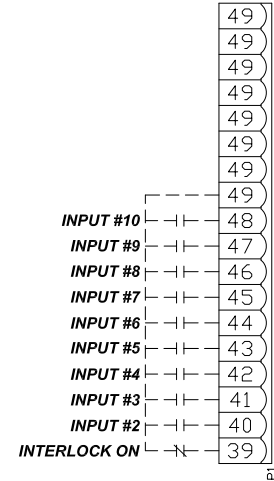 49
49
49
49
49
49
49
49
INPUT #10 48
INPUT #9 47
INPUT #8 46
INPUT #7 45
INPUT #6 44
INPUT #5 43
INPUT #4 42
INPUT #3 41
INPUT #2 40
INTERLOCK ON 39
P1